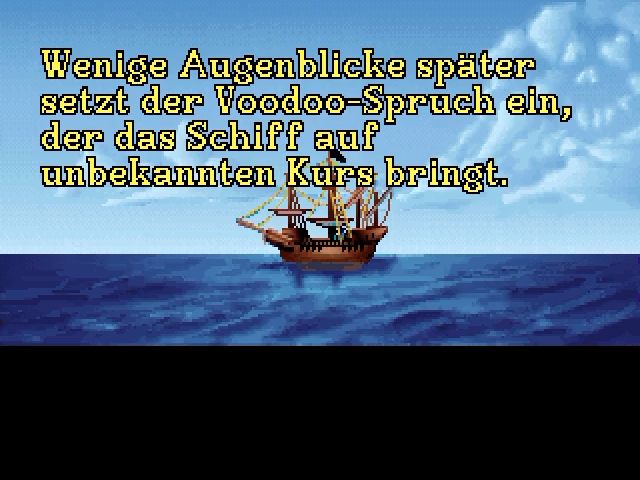 Wenige Augenblicke später
setzt der Voodoo-Spruch ein,
der das Schiff auf
unbekannten Kurs bringt.